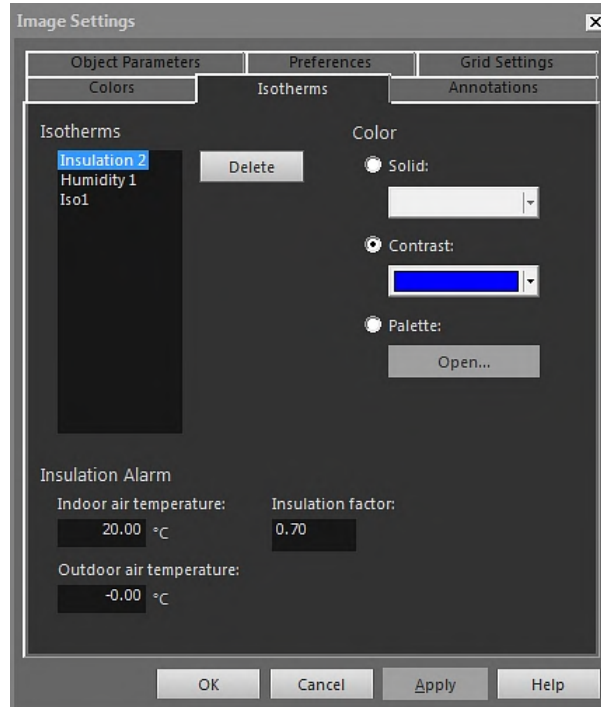 Image Settings
Object Parameters Preferences Grid Settings
Colors Isotherms Annotations
Isotherms
Insulation 2
Humidity 1
Iso1
Delete
Color
Solid:
Contrast:
Palette:
Open...
Insulation Alarm
Indoor air temperature: Insulation factor:
20.00 °C 0.70
Outdoor air temperature:
-0.00 °C
OK Cancel Apply Help